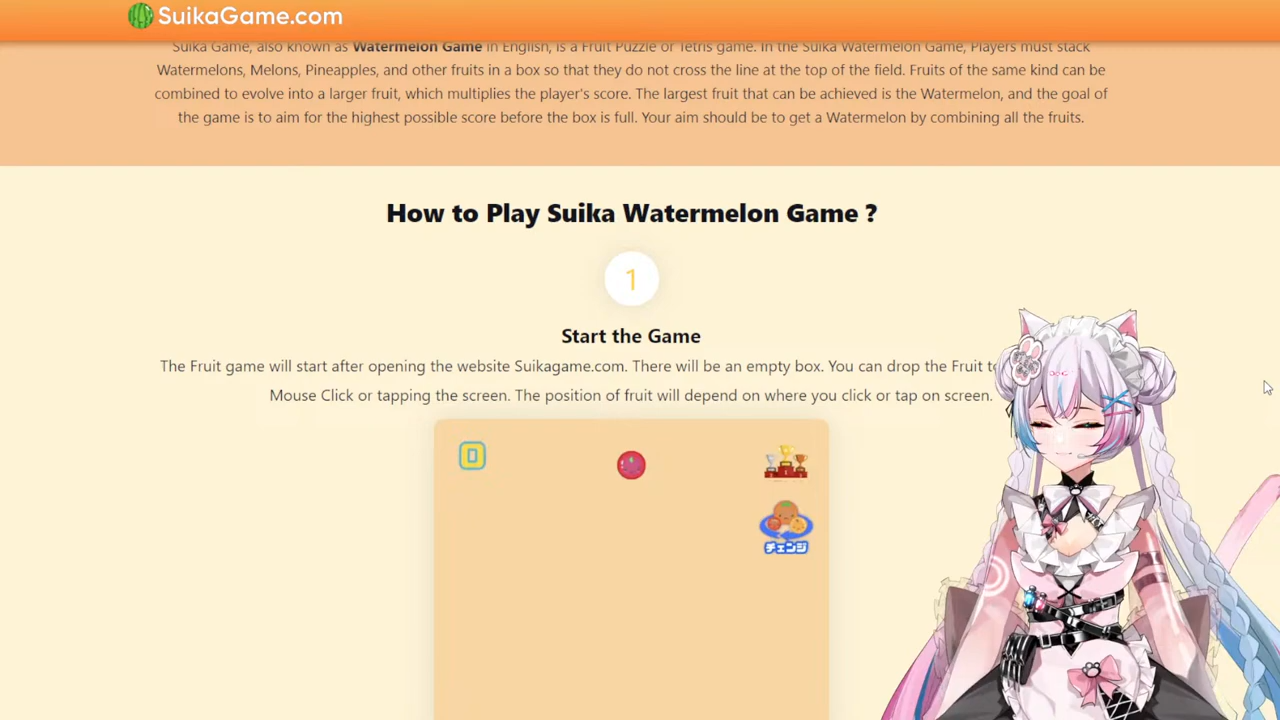 SuikaGame.com
Suika Game, also known as Watermelon Game in English, is a Fruit Puzzle or Tetris game. In the Suika Watermelon Game, Players must stack
Watermelons, Melons, Pineapples, and other fruits in a box so that they do not cross the line at the top of the field. Fruits of the same kind can be
combined to evolve into a larger fruit, which multiplies the player's score. The largest fruit that can be achieved is the Watermelon, and the goal of
the game is to aim for the highest possible score before the box is full. Your aim should be to get a Watermelon by combining all the fruits.
How to Play Suika Watermelon Game ?
1
Start the Game
The Fruit game will start after opening the website Suikagame.com. There will be an empty box. You can drop the Fruit
Mouse Click or tapping the screen. The position of fruit will depend on where you click or tap on screen.
0
チェンジ